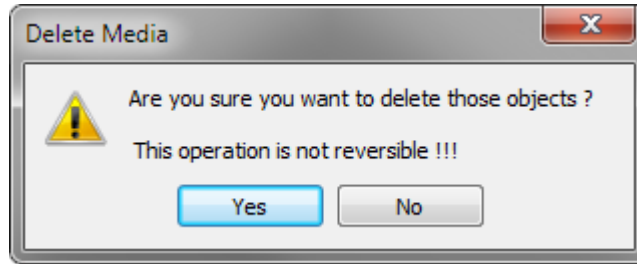 Delete Media
Are you sure you want to delete those objects ?
This operation is not reversible !!!
Yes
No